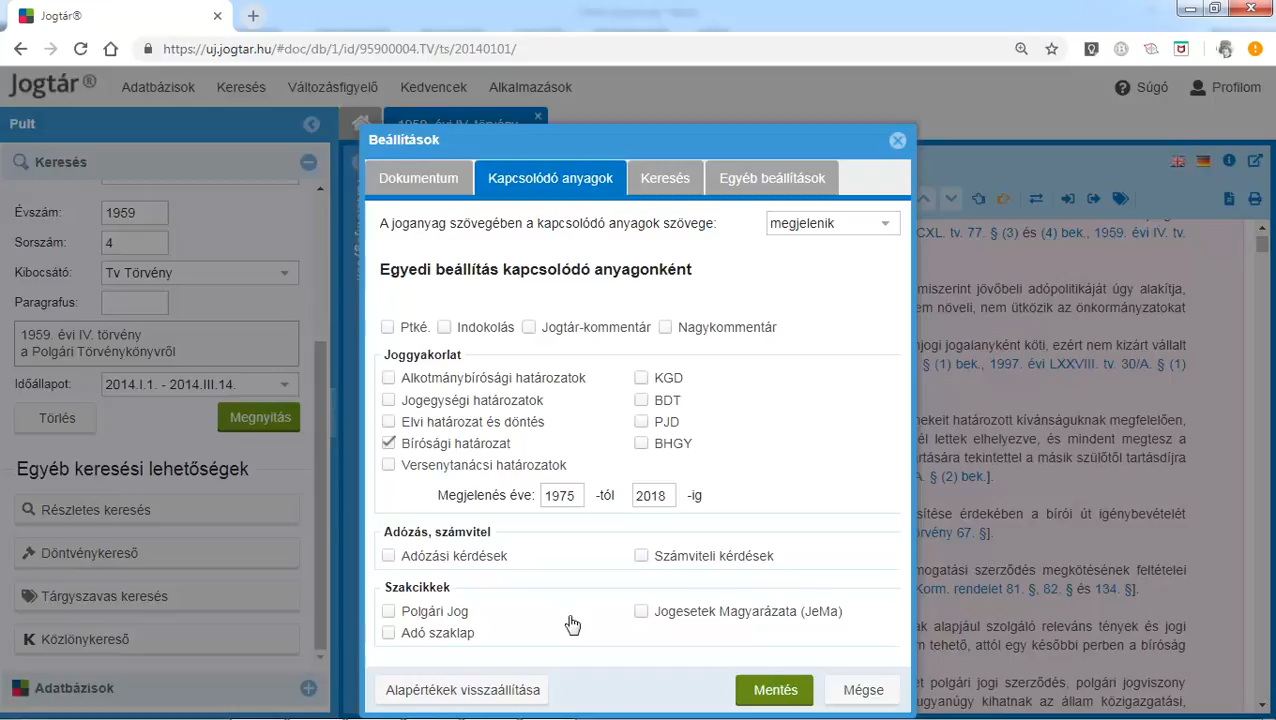 Jogtár®
https://uj.jogtar.hu/#doc/db/1/id/95900004.TV/ts/20140101/
Jogtár ® Adatbázisok Keresés Változásfigyelő Kedvencek Alkalmazások Súgó Profilom
Pult
1959. évi IV. törvény
Keresés
Évszám: 1959
Sorszám: 4
Kibocsátó: Tv Törvény
Paragrafus:
1959. évi IV. törvény
a Polgári Törvénykönyvről
Időállapot: 2014.I.1. - 2014.III.14.
Törlés Megnyitás
Egyéb keresési lehetőségek
Részletes keresés
Döntvénykereső
Tárgyszavas keresés
Közlönykereső
Adatbázisok
Beállítások
Dokumentum Kapcsolódó anyagok Keresés Egyéb beállítások
A joganyag szövegében a kapcsolódó anyagok szövege: megjelenik
Egyedi beállítás kapcsolódó anyagonként
Ptké. Indokolás Jogtár-kommentár Nagykommentár
Joggyakorlat
Alkotmánybírósági határozatok KGD
Jogegységi határozatok BDT
Elvi határozat és döntés PJD
Bírósági határozat BHGY
Versenytanácsi határozatok
Megjelenés éve: 1975 -tól 2018 -ig
Adózás, számvitel
Adózási kérdések Számviteli kérdések
Szakcikkek
Polgári Jog Jogesetek Magyarázata (JeMa)
Adó szaklap
Alapértékek visszaállítása Mentés Mégse
CXL. tv. 77. § (3) és (4) bek., 1959. évi IV. tv.
miszerint jövőbeli adópolitikáját úgy alakítja,
em növeli, nem ütközik az önkormányzatokat
njogi jogalanyként köti, ezért nem kizárt vállalt
§ (1) bek., 1997. évi LXXVIII. tv. 30/A. § (1)
nekeit határozott kívánságuknak megfelelően,
él lettek elhelyezve, és mindent megtesz a
tartására tekintettel a másik szülőtől tartásdíjra
A. § (2) bek.].
sítése érdekében a bírói út igénybevételét
örvény 67. §].
mogatási szerződés megkötésének feltételei
Korm. rendelet 81. §, 82. § és 134. §].
ak alapjául szolgáló releváns tények és jogi
tehető, attól egy későbbi perben a bíróság
et polgári jogi szerződés, polgári jogviszony
ugyanúgy kihatnak az állam közigazgatási,